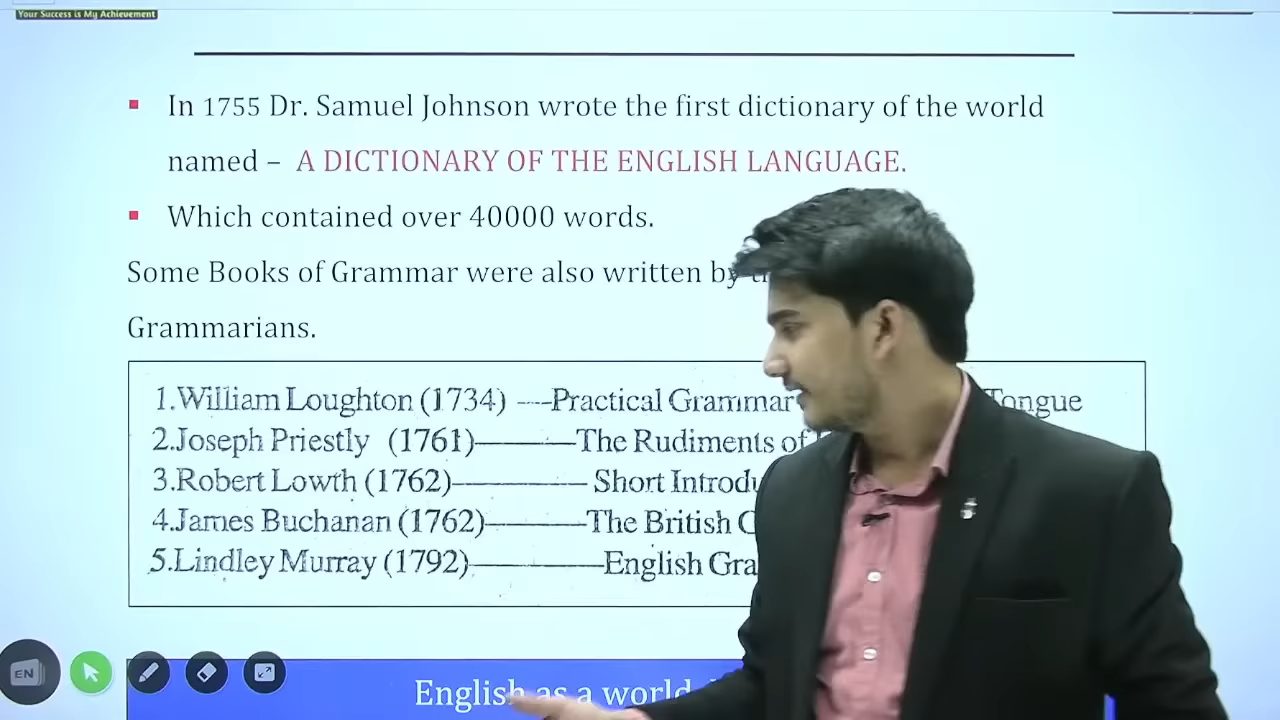 Your Success is My Achievement
In 1755 Dr. Samuel Johnson wrote the first dictionary of the world
named – A DICTIONARY OF THE ENGLISH LANGUAGE.
Which contained over 40000 words.
Some Books of Grammar were also written by
Grammarians.
1.William Loughton (1734) —Practical Grammar Tongue
2.Joseph Priestly (1761)———The Rudiments of
3.Robert Lowth (1762)———— Short
4.James Buchanan (1762)———The British
5.Lindley Murray (1792)————English
EN
English as a world